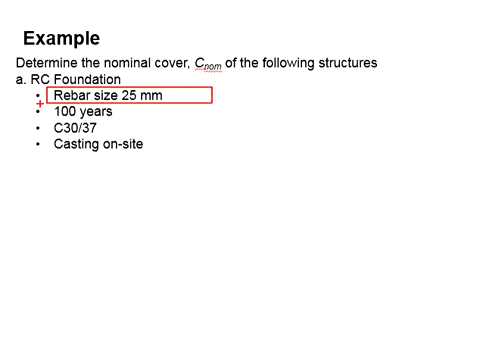 Example
Determine the nominal cover, Cnom of the following structures
a. RC Foundation
• Rebar size 25 mm
• 100 years
• C30/37
• Casting on-site